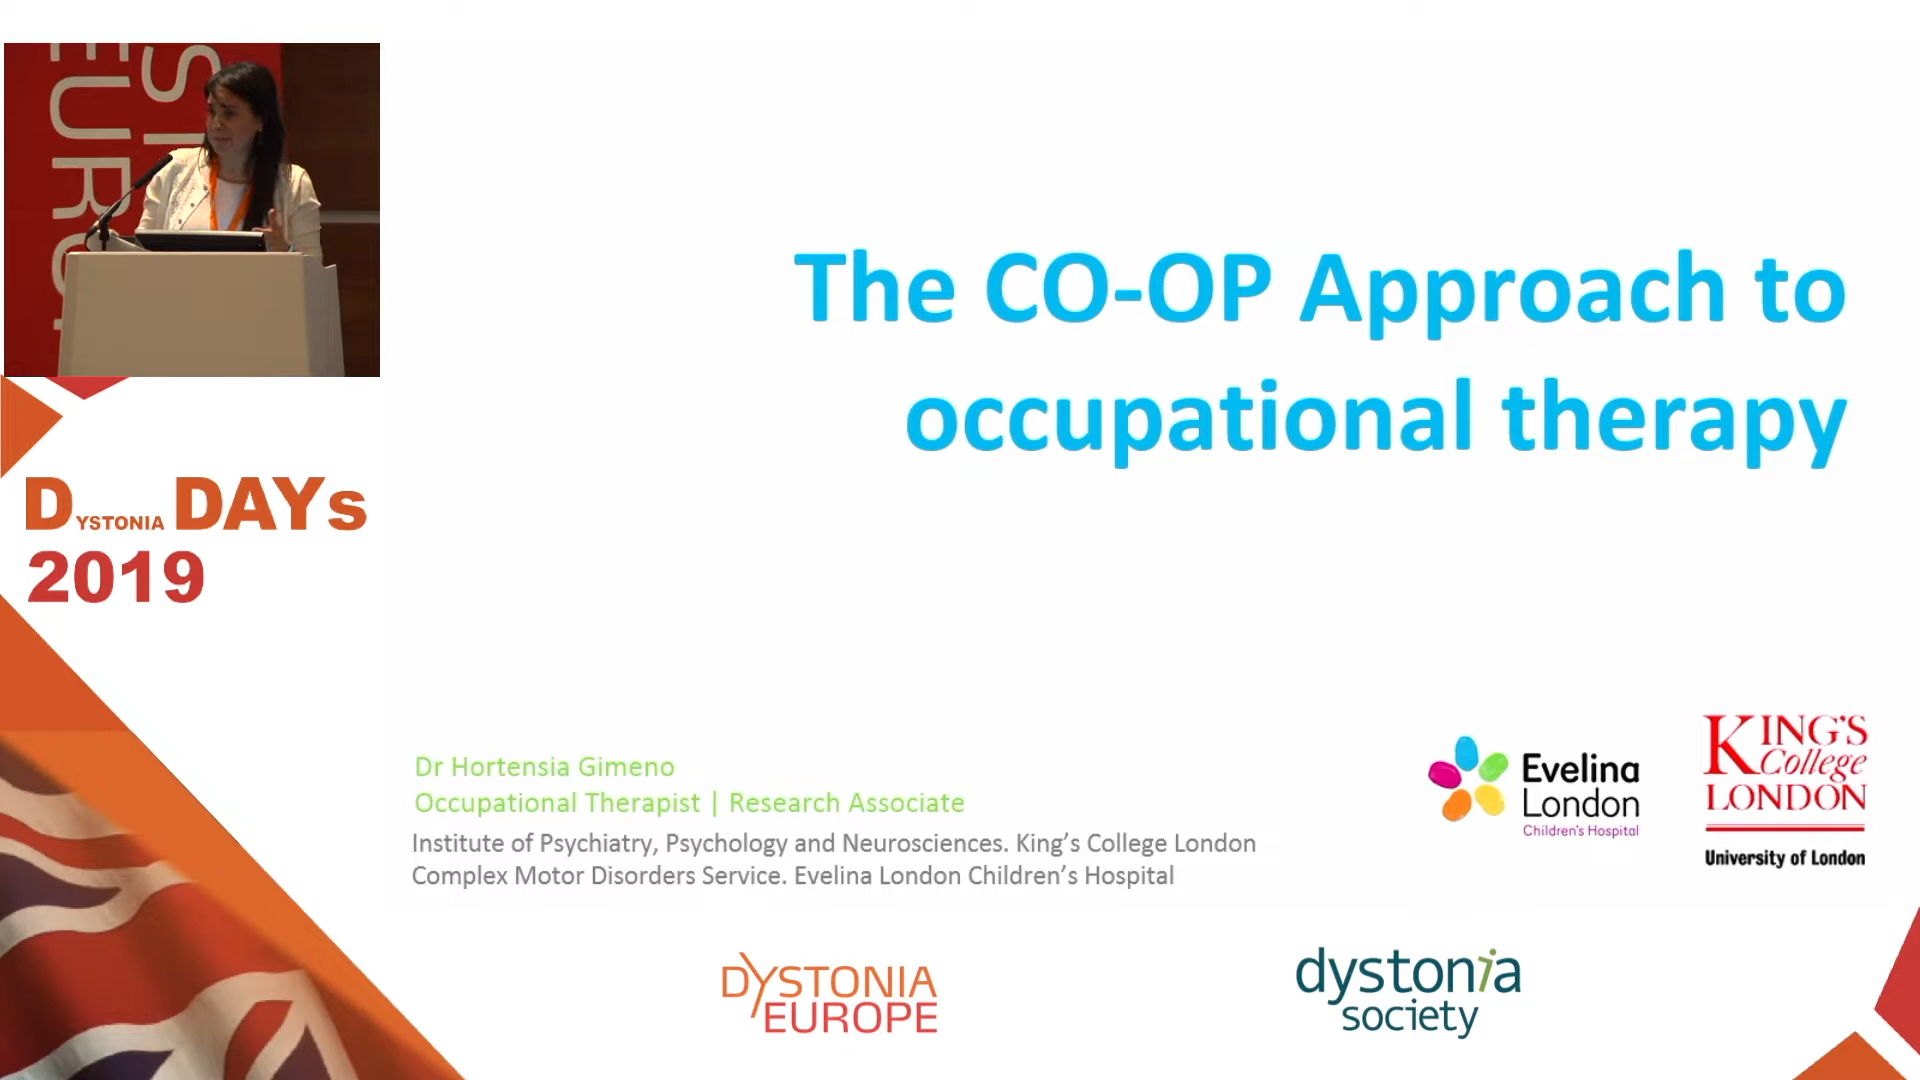 The CO-OP Approach to
occupational therapy
DYSTONIA DAYs
2019
Dr Hortensia Gimeno
Occupational Therapist | Research Associate
Institute of Psychiatry, Psychology and Neurosciences. King's College London
Complex Motor Disorders Service. Evelina London Children's Hospital
Evelina
London
Children's Hospital
KING'S
College
LONDON
University of London
DYSTONIA
EUROPE
dystonia
society